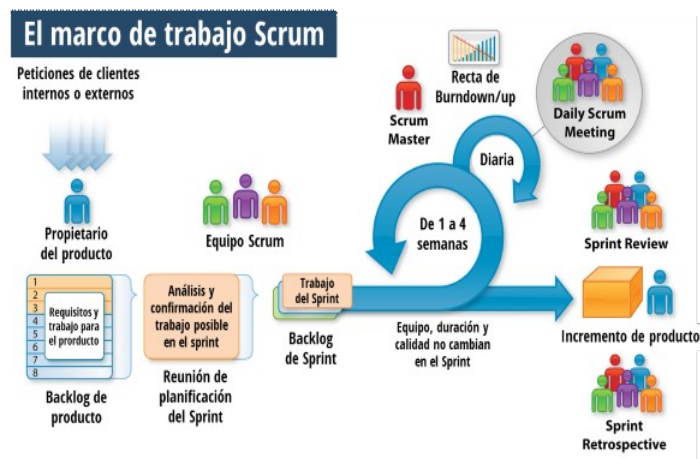 El marco de trabajo Scrum
Peticiones de clientes
internos o externos
Propietario
del producto
1
2
3
4
5
6
7
8
Requisitos y
trabajo para
el producto
Backlog de
producto
Equipo Scrum
Análisis y
confirmación del
trabajo posible
en el sprint
Reunión de
planificación
del Sprint
Trabajo
del Sprint
Backlog
de Sprint
Scrum
Master
Recta de
Burndown/up
Diaria
Daily Scrum
Meeting
De 1 a 4
semanas
Equipo, duración y
calidad no cambian
en el Sprint
Sprint Review
Incremento de producto
Sprint
Retrospective